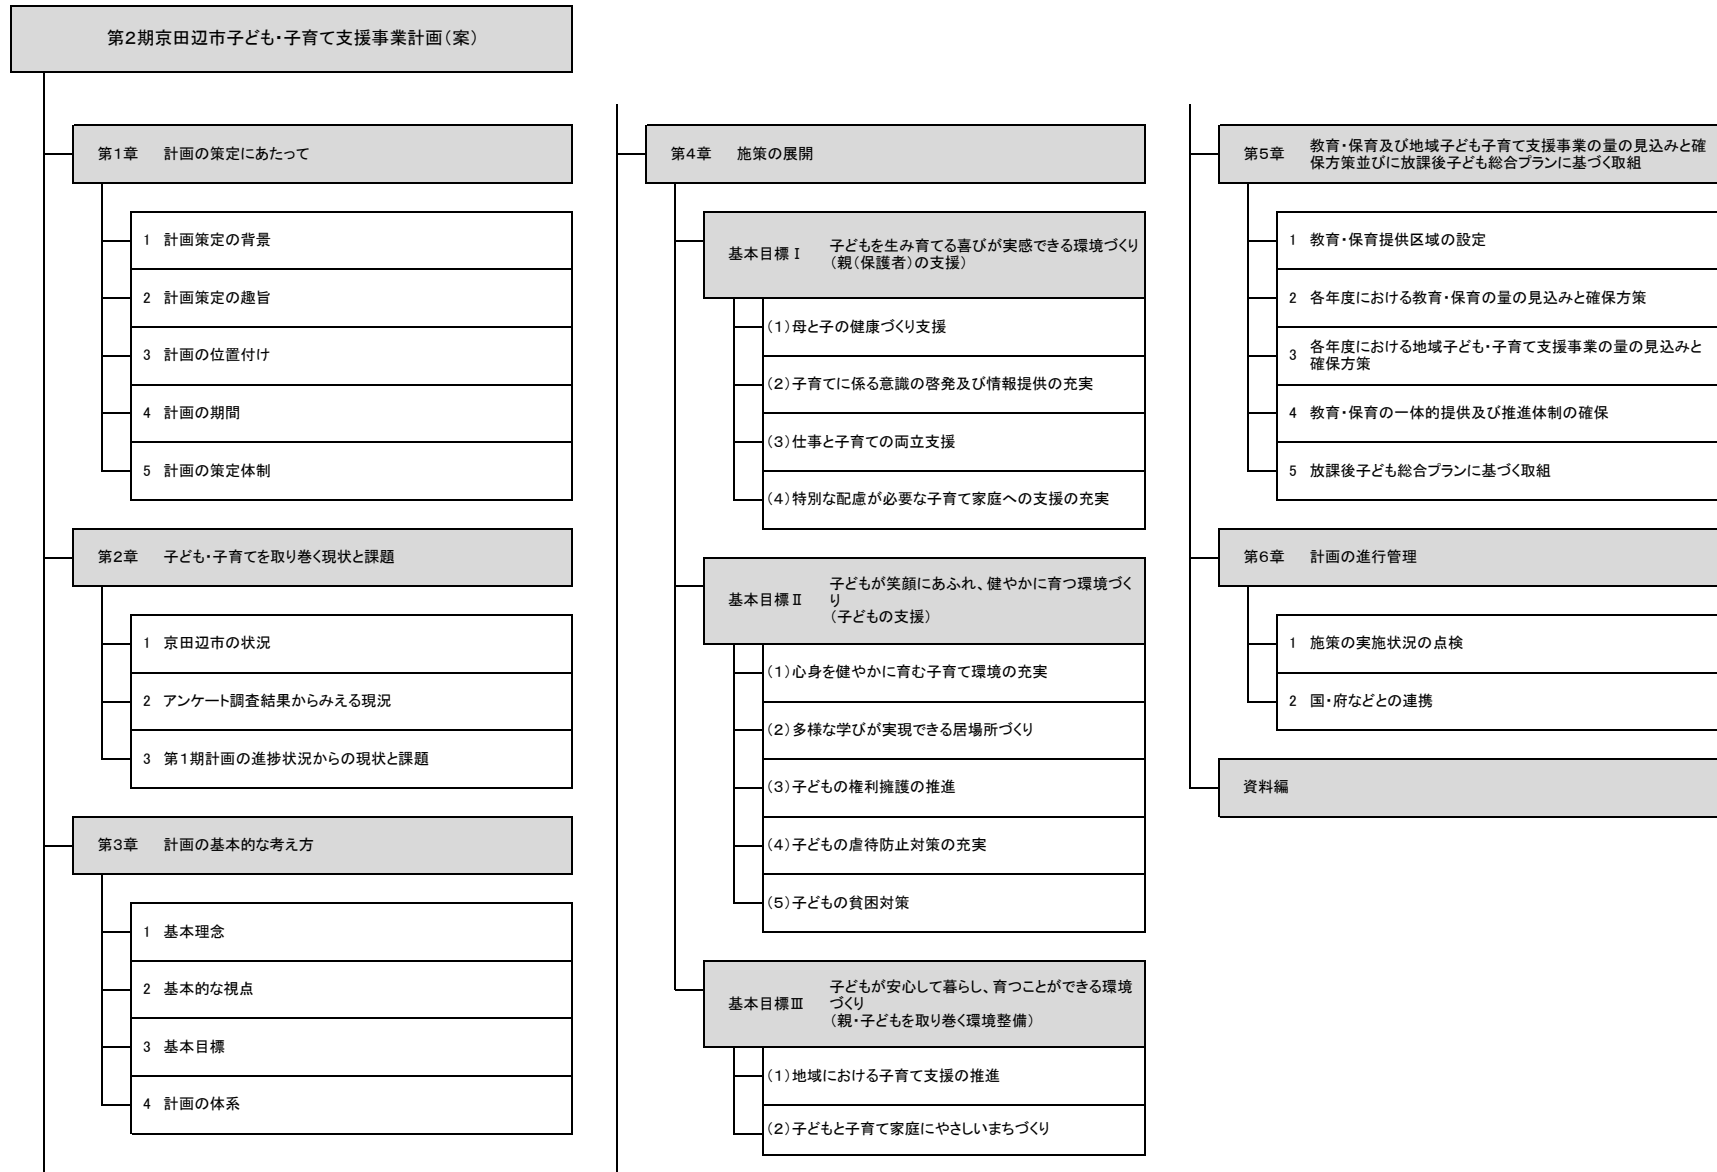 第2期京田辺市子ども・子育て支援事業計画(案)
第1章 計画の策定にあたって
1 計画策定の背景
2 計画策定の趣旨
3 計画の位置付け
4 計画の期間
5 計画の策定体制
第2章 子ども・子育てを取り巻く現状と課題
1 京田辺市の状況
2 アンケート調査結果からみえる現況
3 第1期計画の進捗状況からの現状と課題
第3章 計画の基本的な考え方
1 基本理念
2 基本的な視点
3 基本目標
4 計画の体系
第4章 施策の展開
基本目標Ⅰ 子どもを生み育てる喜びが実感できる環境づくり
(親(保護者)の支援)
(1)母と子の健康づくり支援
(2)子育てに係る意識の啓発及び情報提供の充実
(3)仕事と子育ての両立支援
(4)特別な配慮が必要な子育て家庭への支援の充実
基本目標Ⅱ 子どもが笑顔にあふれ、健やかに育つ環境づく
り
(子どもの支援)
(1)心身を健やかに育む子育て環境の充実
(2)多様な学びが実現できる居場所づくり
(3)子どもの権利擁護の推進
(4)子どもの虐待防止対策の充実
(5)子どもの貧困対策
基本目標Ⅲ 子どもが安心して暮らし、育つことができる環境
づくり
(親・子どもを取り巻く環境整備)
(1)地域における子育て支援の推進
(2)子どもと子育て家庭にやさしいまちづくり
第5章 教育・保育及び地域子ども子育て支援事業の量の見込みと確
保方策並びに放課後子ども総合プランに基づく取組
1 教育・保育提供区域の設定
2 各年度における教育・保育の量の見込みと確保方策
3 各年度における地域子ども・子育て支援事業の量の見込みと
確保方策
4 教育・保育の一体的提供及び推進体制の確保
5 放課後子ども総合プランに基づく取組
第6章 計画の進行管理
1 施策の実施状況の点検
2 国・府などとの連携
資料編